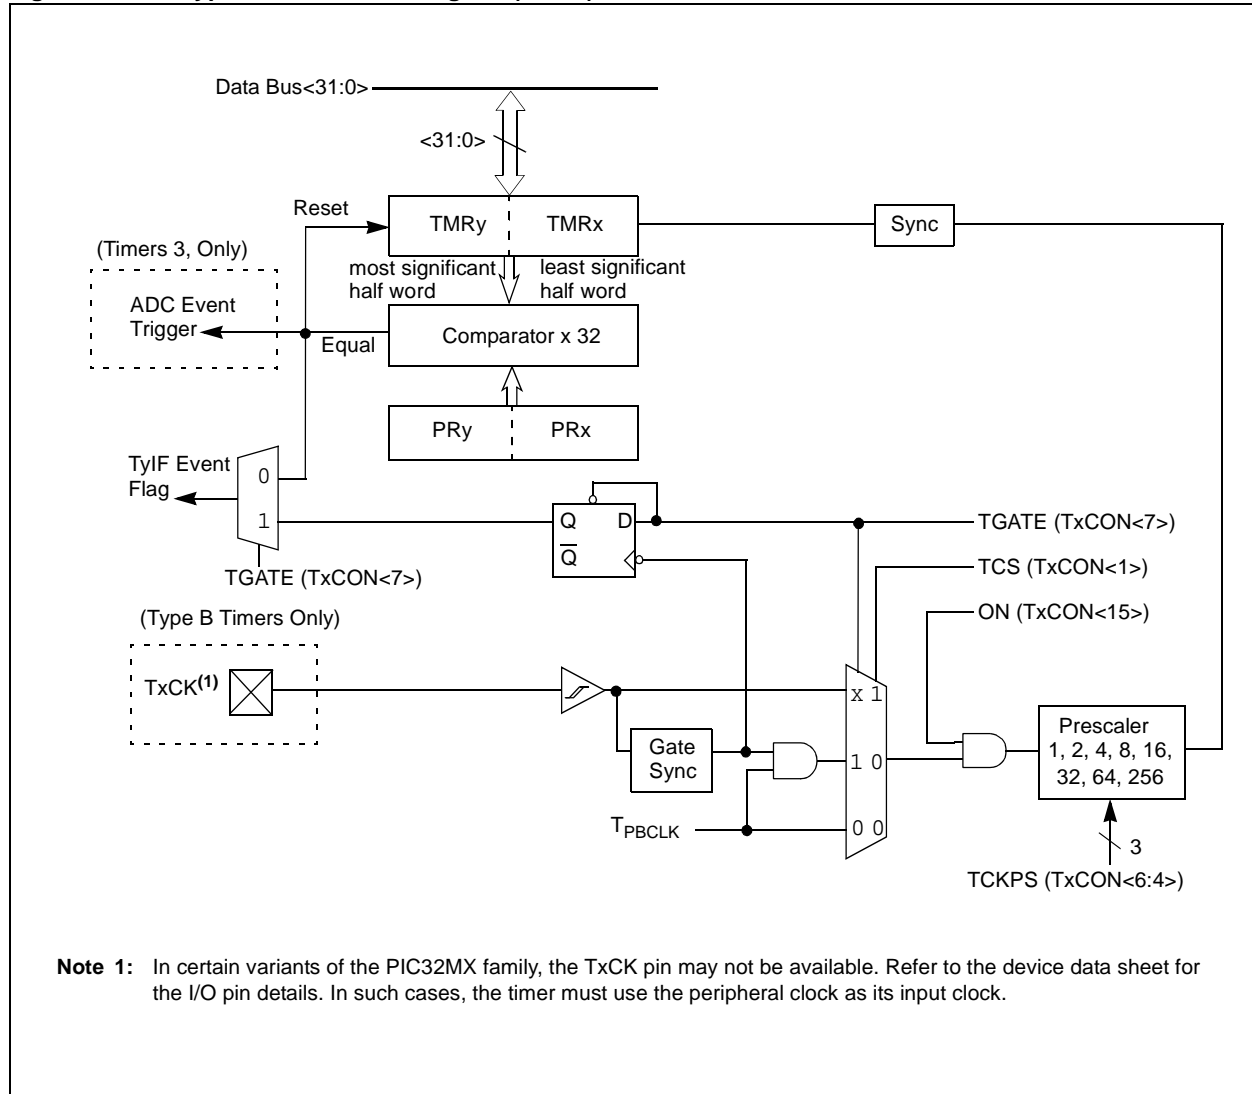 Data Bus<31:0>
<31:0>
Reset
TMRy
TMRx
Sync
(Timers 3, Only)
most significant
half word
least significant
half word
ADC Event
Trigger
Equal
Comparator x 32
PRy
PRx
TyIF Event
Flag
0
1
Q
D
Q
TGATE (TxCON<7>)
TGATE (TxCON<7>)
TCS (TxCON<1>)
ON (TxCON<15>)
(Type B Timers Only)
TxCK(1)
x 1
Gate
Sync
1 0
Prescaler
1, 2, 4, 8, 16,
32, 64, 256
TPBCLK
0 0
3
TCKPS (TxCON<6:4>)
Note 1: In certain variants of the PIC32MX family, the TxCK pin may not be available. Refer to the device data sheet for
the I/O pin details. In such cases, the timer must use the peripheral clock as its input clock.